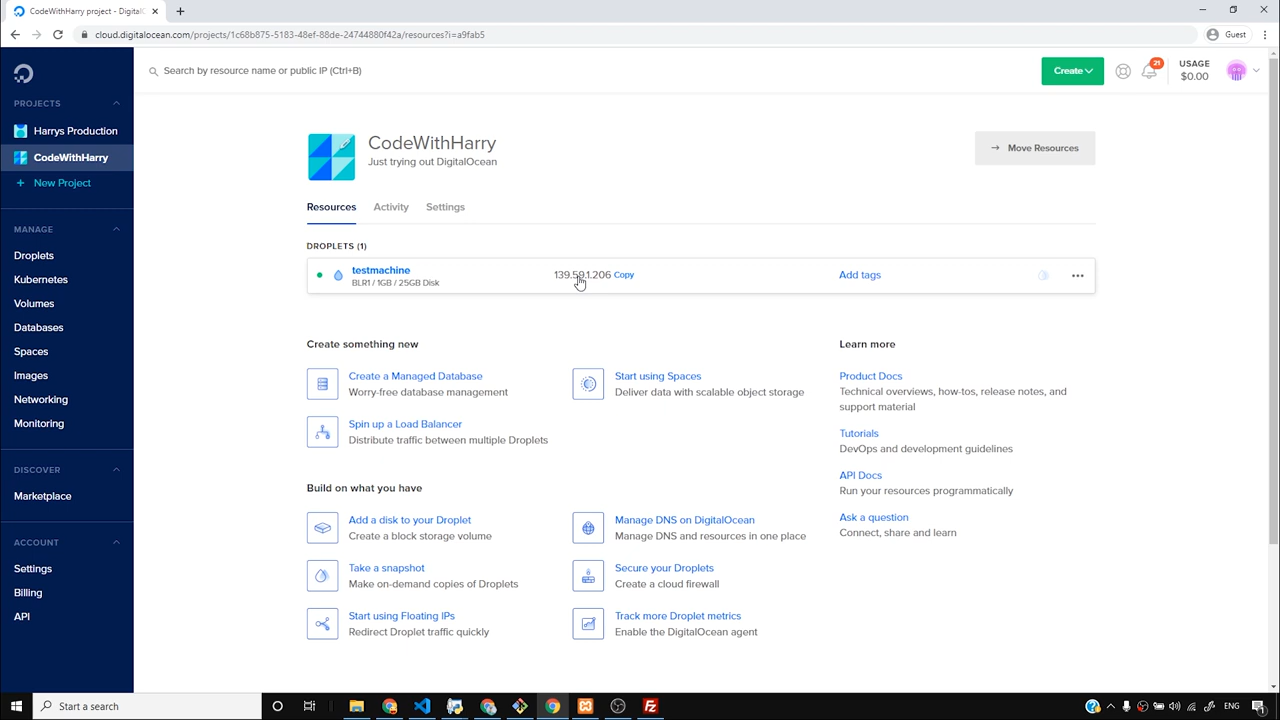 CodeWithHarry project - DigitalO
cloud.digitalocean.com/projects/1c68b875-5183-48ef-88de-24744880f42a/resources?i=a9fab5
Guest
Search by resource name or public IP (Ctrl+B)
Create
21
USAGE
$0.00
PROJECTS
Harrys Production
CodeWithHarry
New Project
MANAGE
Droplets
Kubernetes
Volumes
Databases
Spaces
Images
Networking
Monitoring
DISCOVER
Marketplace
ACCOUNT
Settings
Billing
API
CodeWithHarry
Just trying out DigitalOcean
Move Resources
Resources Activity Settings
DROPLETS (1)
testmachine
BLR1 / 1GB / 25GB Disk
139.59.1.206 Copy
Add tags
Create something new
Create a Managed Database
Worry-free database management
Start using Spaces
Deliver data with scalable object storage
Spin up a Load Balancer
Distribute traffic between multiple Droplets
Build on what you have
Add a disk to your Droplet
Create a block storage volume
Manage DNS on DigitalOcean
Manage DNS and resources in one place
Take a snapshot
Make on-demand copies of Droplets
Secure your Droplets
Create a cloud firewall
Start using Floating IPs
Redirect Droplet traffic quickly
Track more Droplet metrics
Enable the DigitalOcean agent
Learn more
Product Docs
Technical overviews, how-tos, release notes, and
support material
Tutorials
DevOps and development guidelines
API Docs
Run your resources programmatically
Ask a question
Connect, share and learn
Start a search
ENG